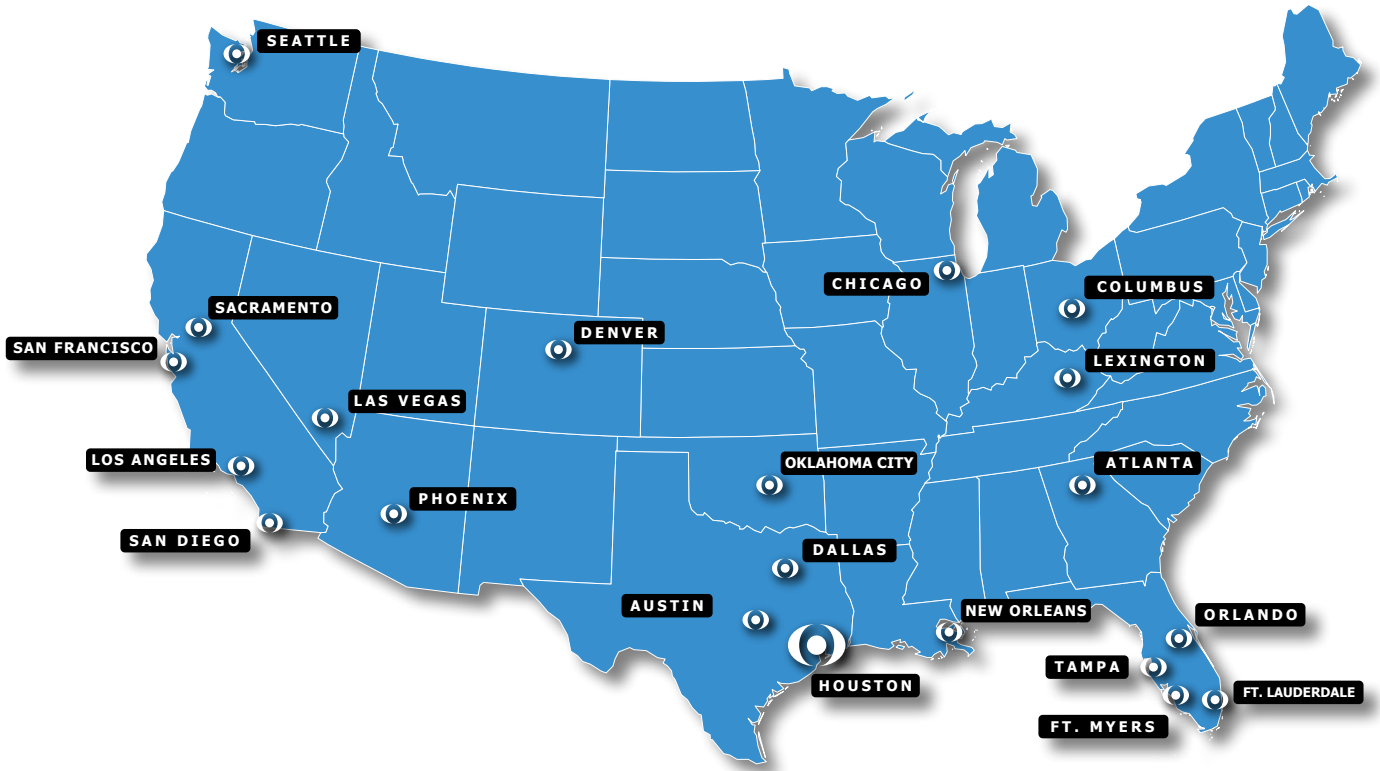 SEATTLE
CHICAGO
COLUMBUS
SACRAMENTO
DENVER
SAN FRANCISCO
LEXINGTON
LAS VEGAS
LOS ANGELES
OKLAHOMA CITY
ATLANTA
PHOENIX
SAN DIEGO
DALLAS
AUSTIN
NEW ORLEANS
ORLANDO
TAMPA
HOUSTON
FT. LAUDERDALE
FT. MYERS